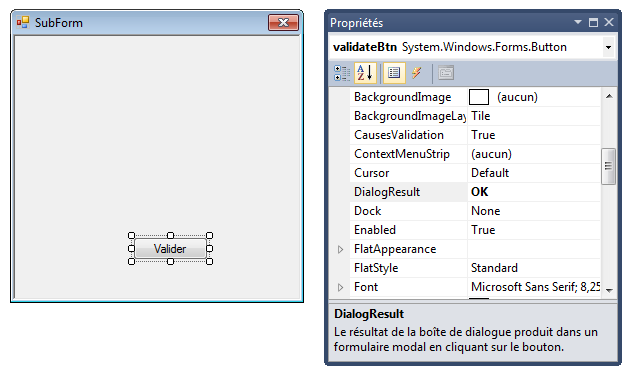 SubForm
Valider
Propriétés
validateBtn System.Windows.Forms.Button
BackgroundImage (aucun)
BackgroundImageLay Tile
CausesValidation True
ContextMenuStrip (aucun)
Cursor Default
DialogResult OK
Dock None
Enabled True
FlatAppearance
FlatStyle Standard
Font Microsoft Sans Serif; 8,25
DialogResult
Le résultat de la boîte de dialogue produit dans un
formulaire modal en cliquant sur le bouton.